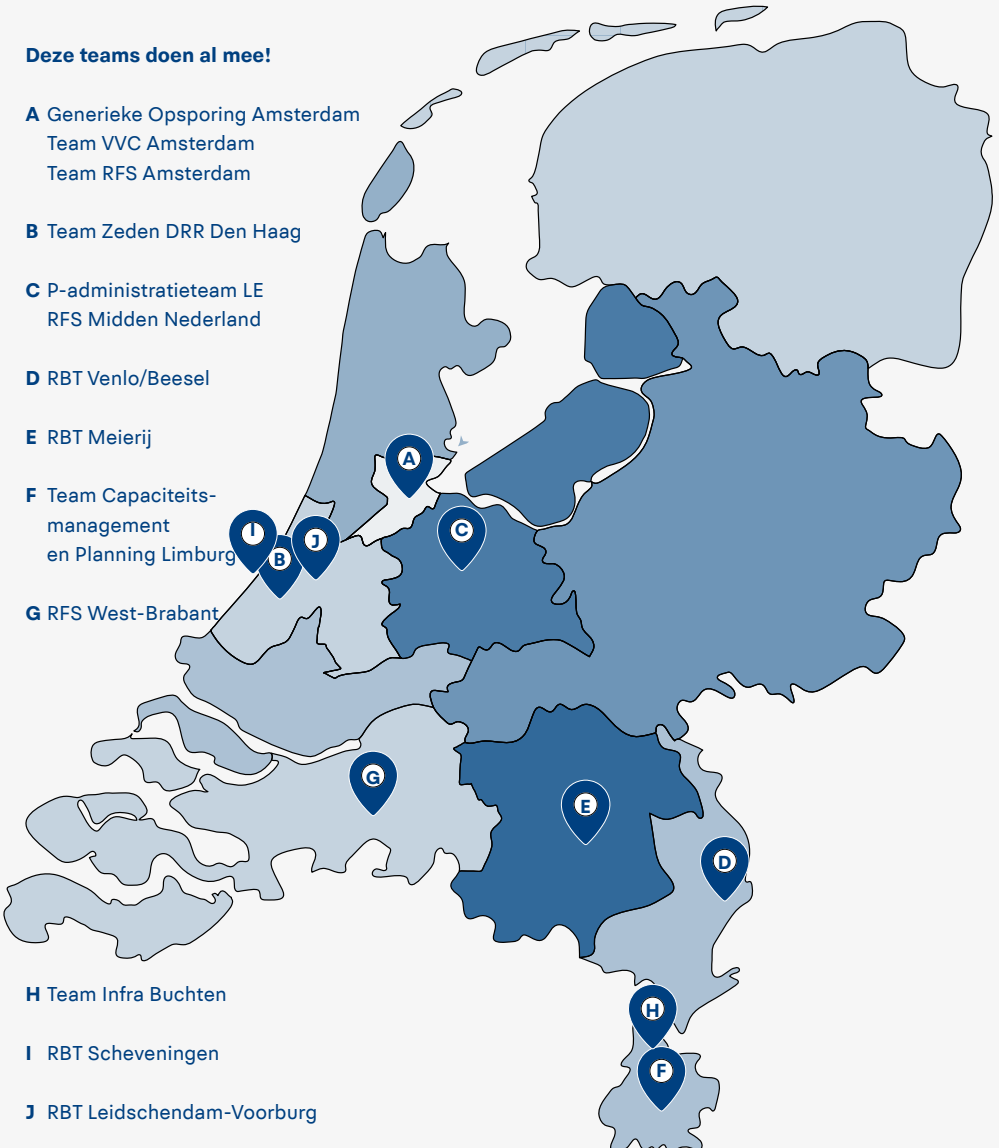 Deze teams doen al mee!
A Generieke Opsporing Amsterdam
Team VVC Amsterdam
Team RFS Amsterdam
B Team Zeden DRR Den Haag
C P-administratieteam LE
RFS Midden Nederland
D RBT Venlo/Beesel
E RBT Meierij
F Team Capaciteits-
management
en Planning Limburg
G RFS West-Brabant
H Team Infra Buchten
I RBT Scheveningen
J RBT Leidschendam-Voorburg
A
C
I
J
B
G
E
D
H
F